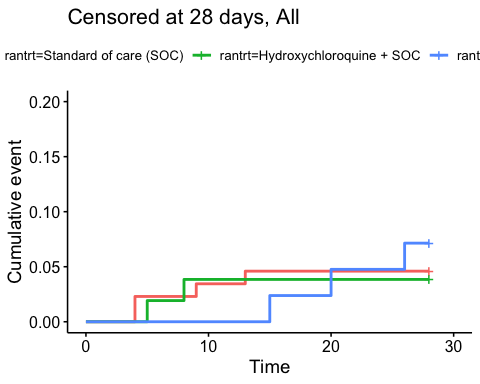 Censored at 28 days, All
rantrt=Standard of care (SOC) rantrt=Hydroxychloroquine + SOC rant
0.20
0.15
0.10
0.05
0.00
Cumulative event
0 10 20 30
Time